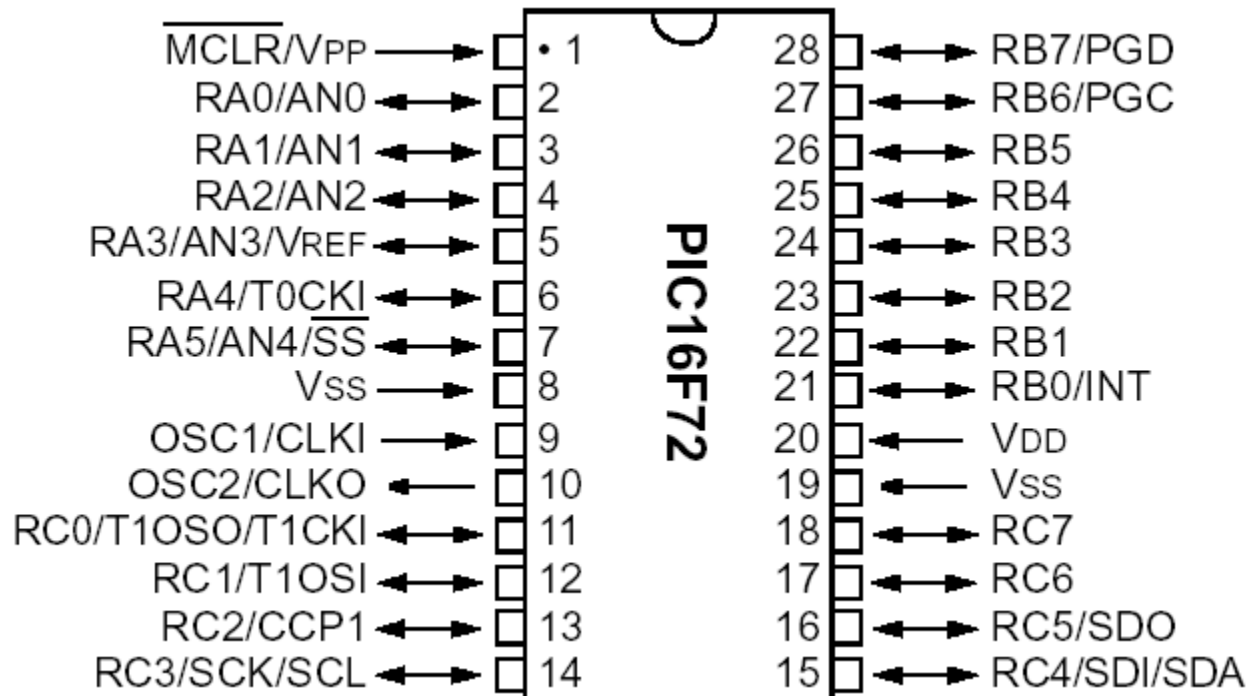 MCLR/VPP 1 28 RB7/PGD
RA0/AN0 2 27 RB6/PGC
RA1/AN1 3 26 RB5
RA2/AN2 4 25 RB4
RA3/AN3/VREF 5 24 RB3
RA4/T0CKI 6 23 RB2
RA5/AN4/SS 7 22 RB1
VSS 8 21 RB0/INT
OSC1/CLKI 9 20 VDD
OSC2/CLKO 10 19 VSS
RC0/T1OSO/T1CKI 11 18 RC7
RC1/T1OSI 12 17 RC6
RC2/CCP1 13 16 RC5/SDO
RC3/SCK/SCL 14 15 RC4/SDI/SDA
PIC16F72